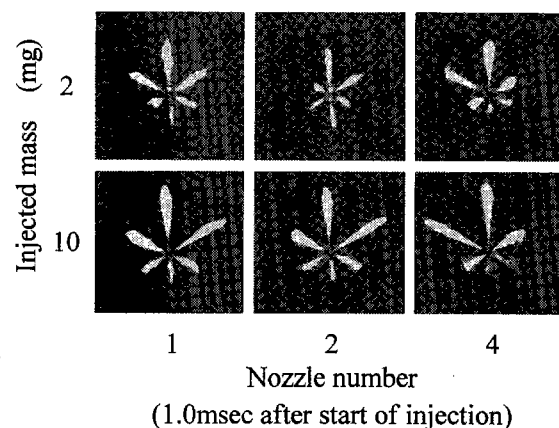 Injected mass (mg)
2
10
1 2 4
Nozzle number
(1.0msec after start of injection)